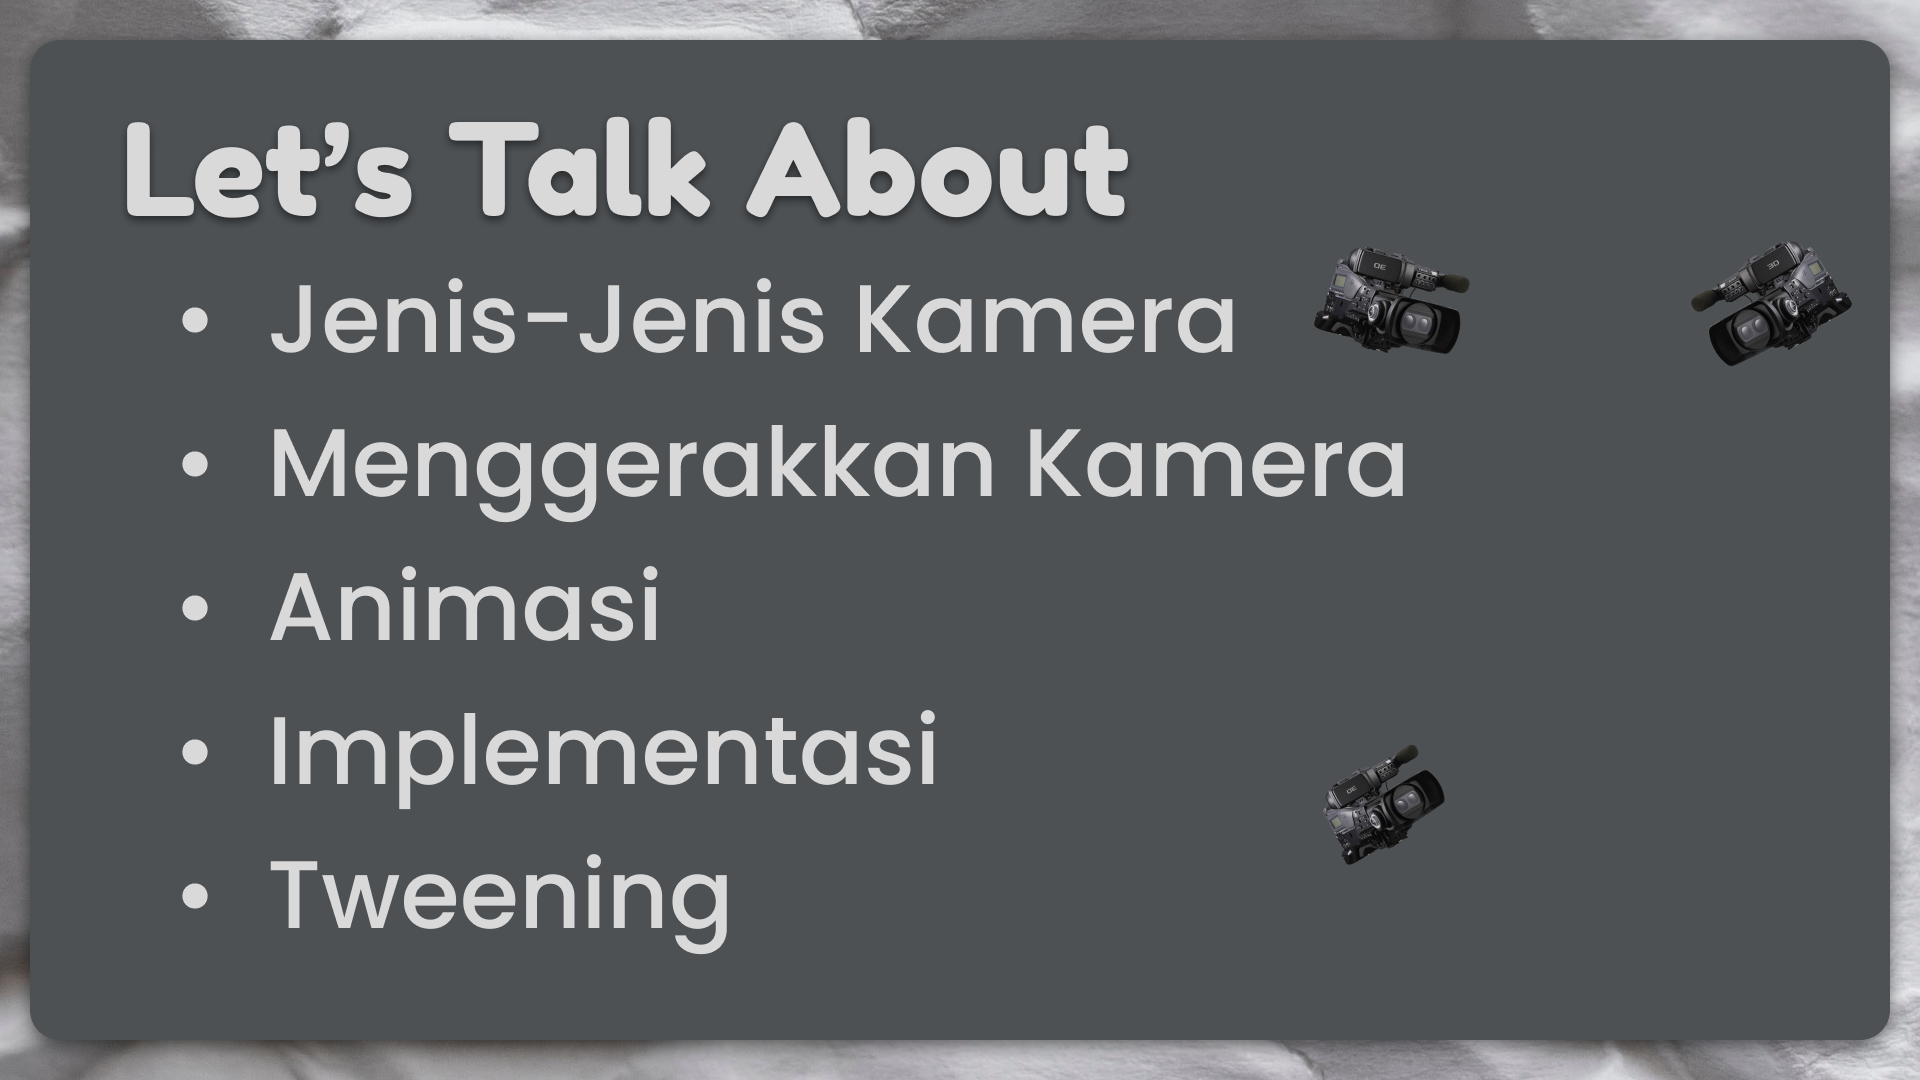 Let’s Talk About
• Jenis-Jenis Kamera
• Menggerakkan Kamera
• Animasi
• Implementasi
• Tweening